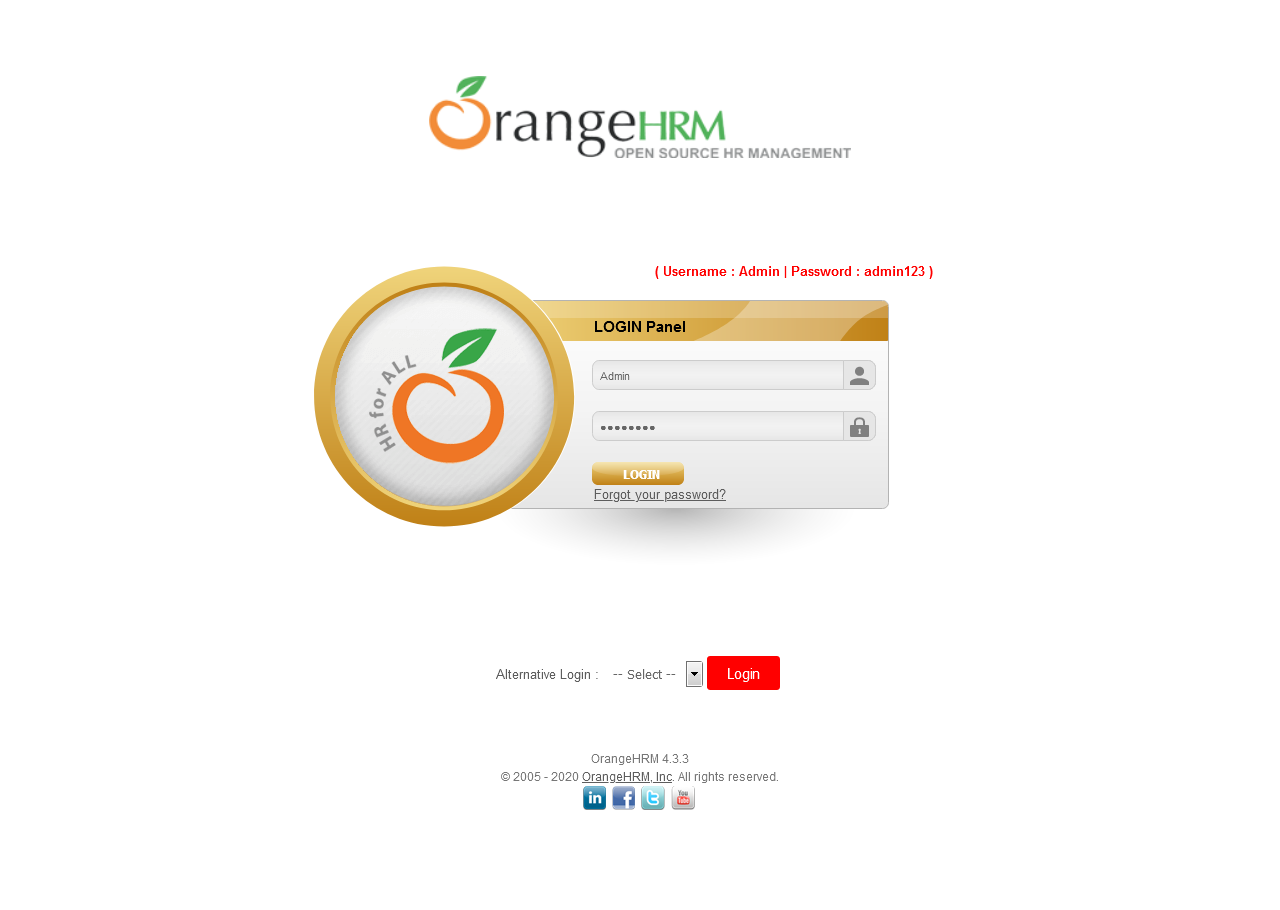 OrangeHRM
OPEN SOURCE HR MANAGEMENT
( Username : Admin | Password : admin123 )
HR for ALL
LOGIN Panel
Admin
••••••••
LOGIN
Forgot your password?
Alternative Login : -- Select -- Login
OrangeHRM 4.3.3
© 2005 - 2020 OrangeHRM, Inc. All rights reserved.
in f t You Tube